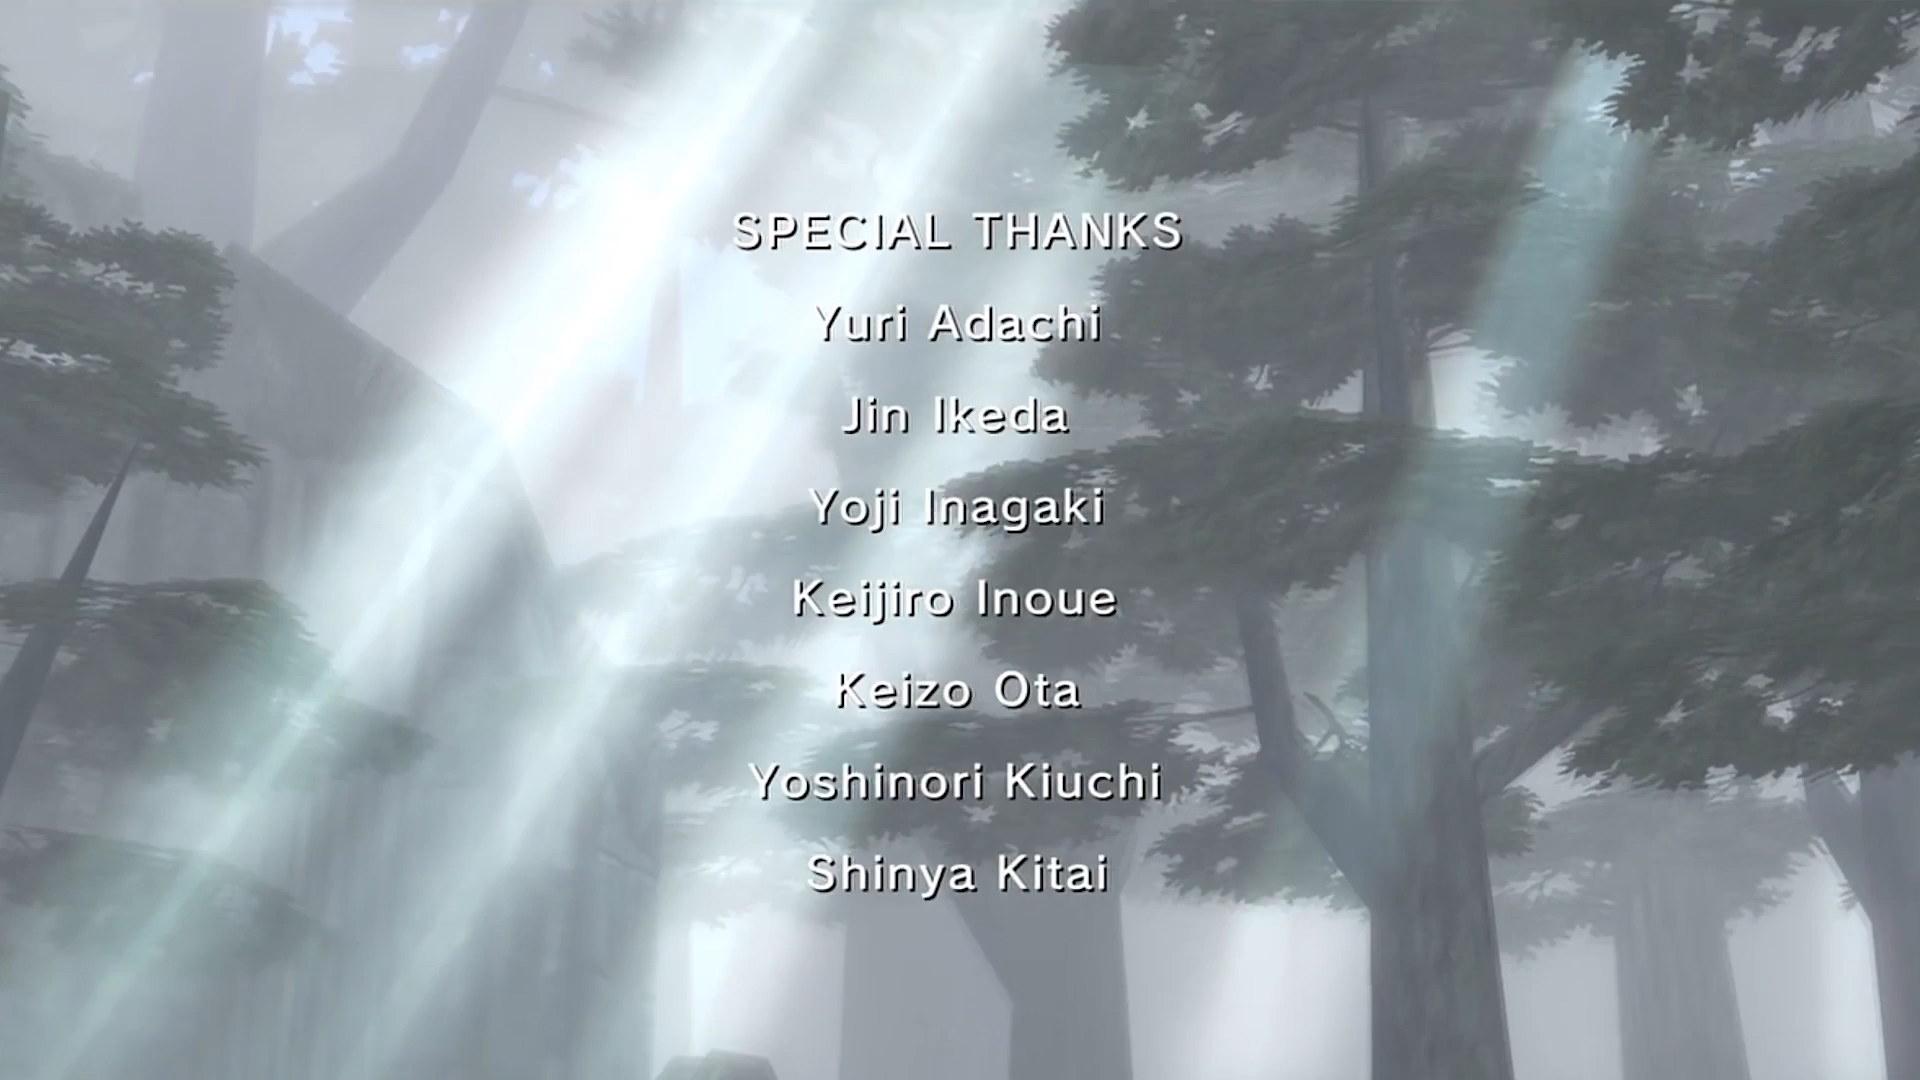 SPECIAL THANKS
Yuri Adachi
Jin Ikeda
Yoji Inagaki
Keijiro Inoue
Keizo Ota
Yoshinori Kiuchi
Shinya Kitai